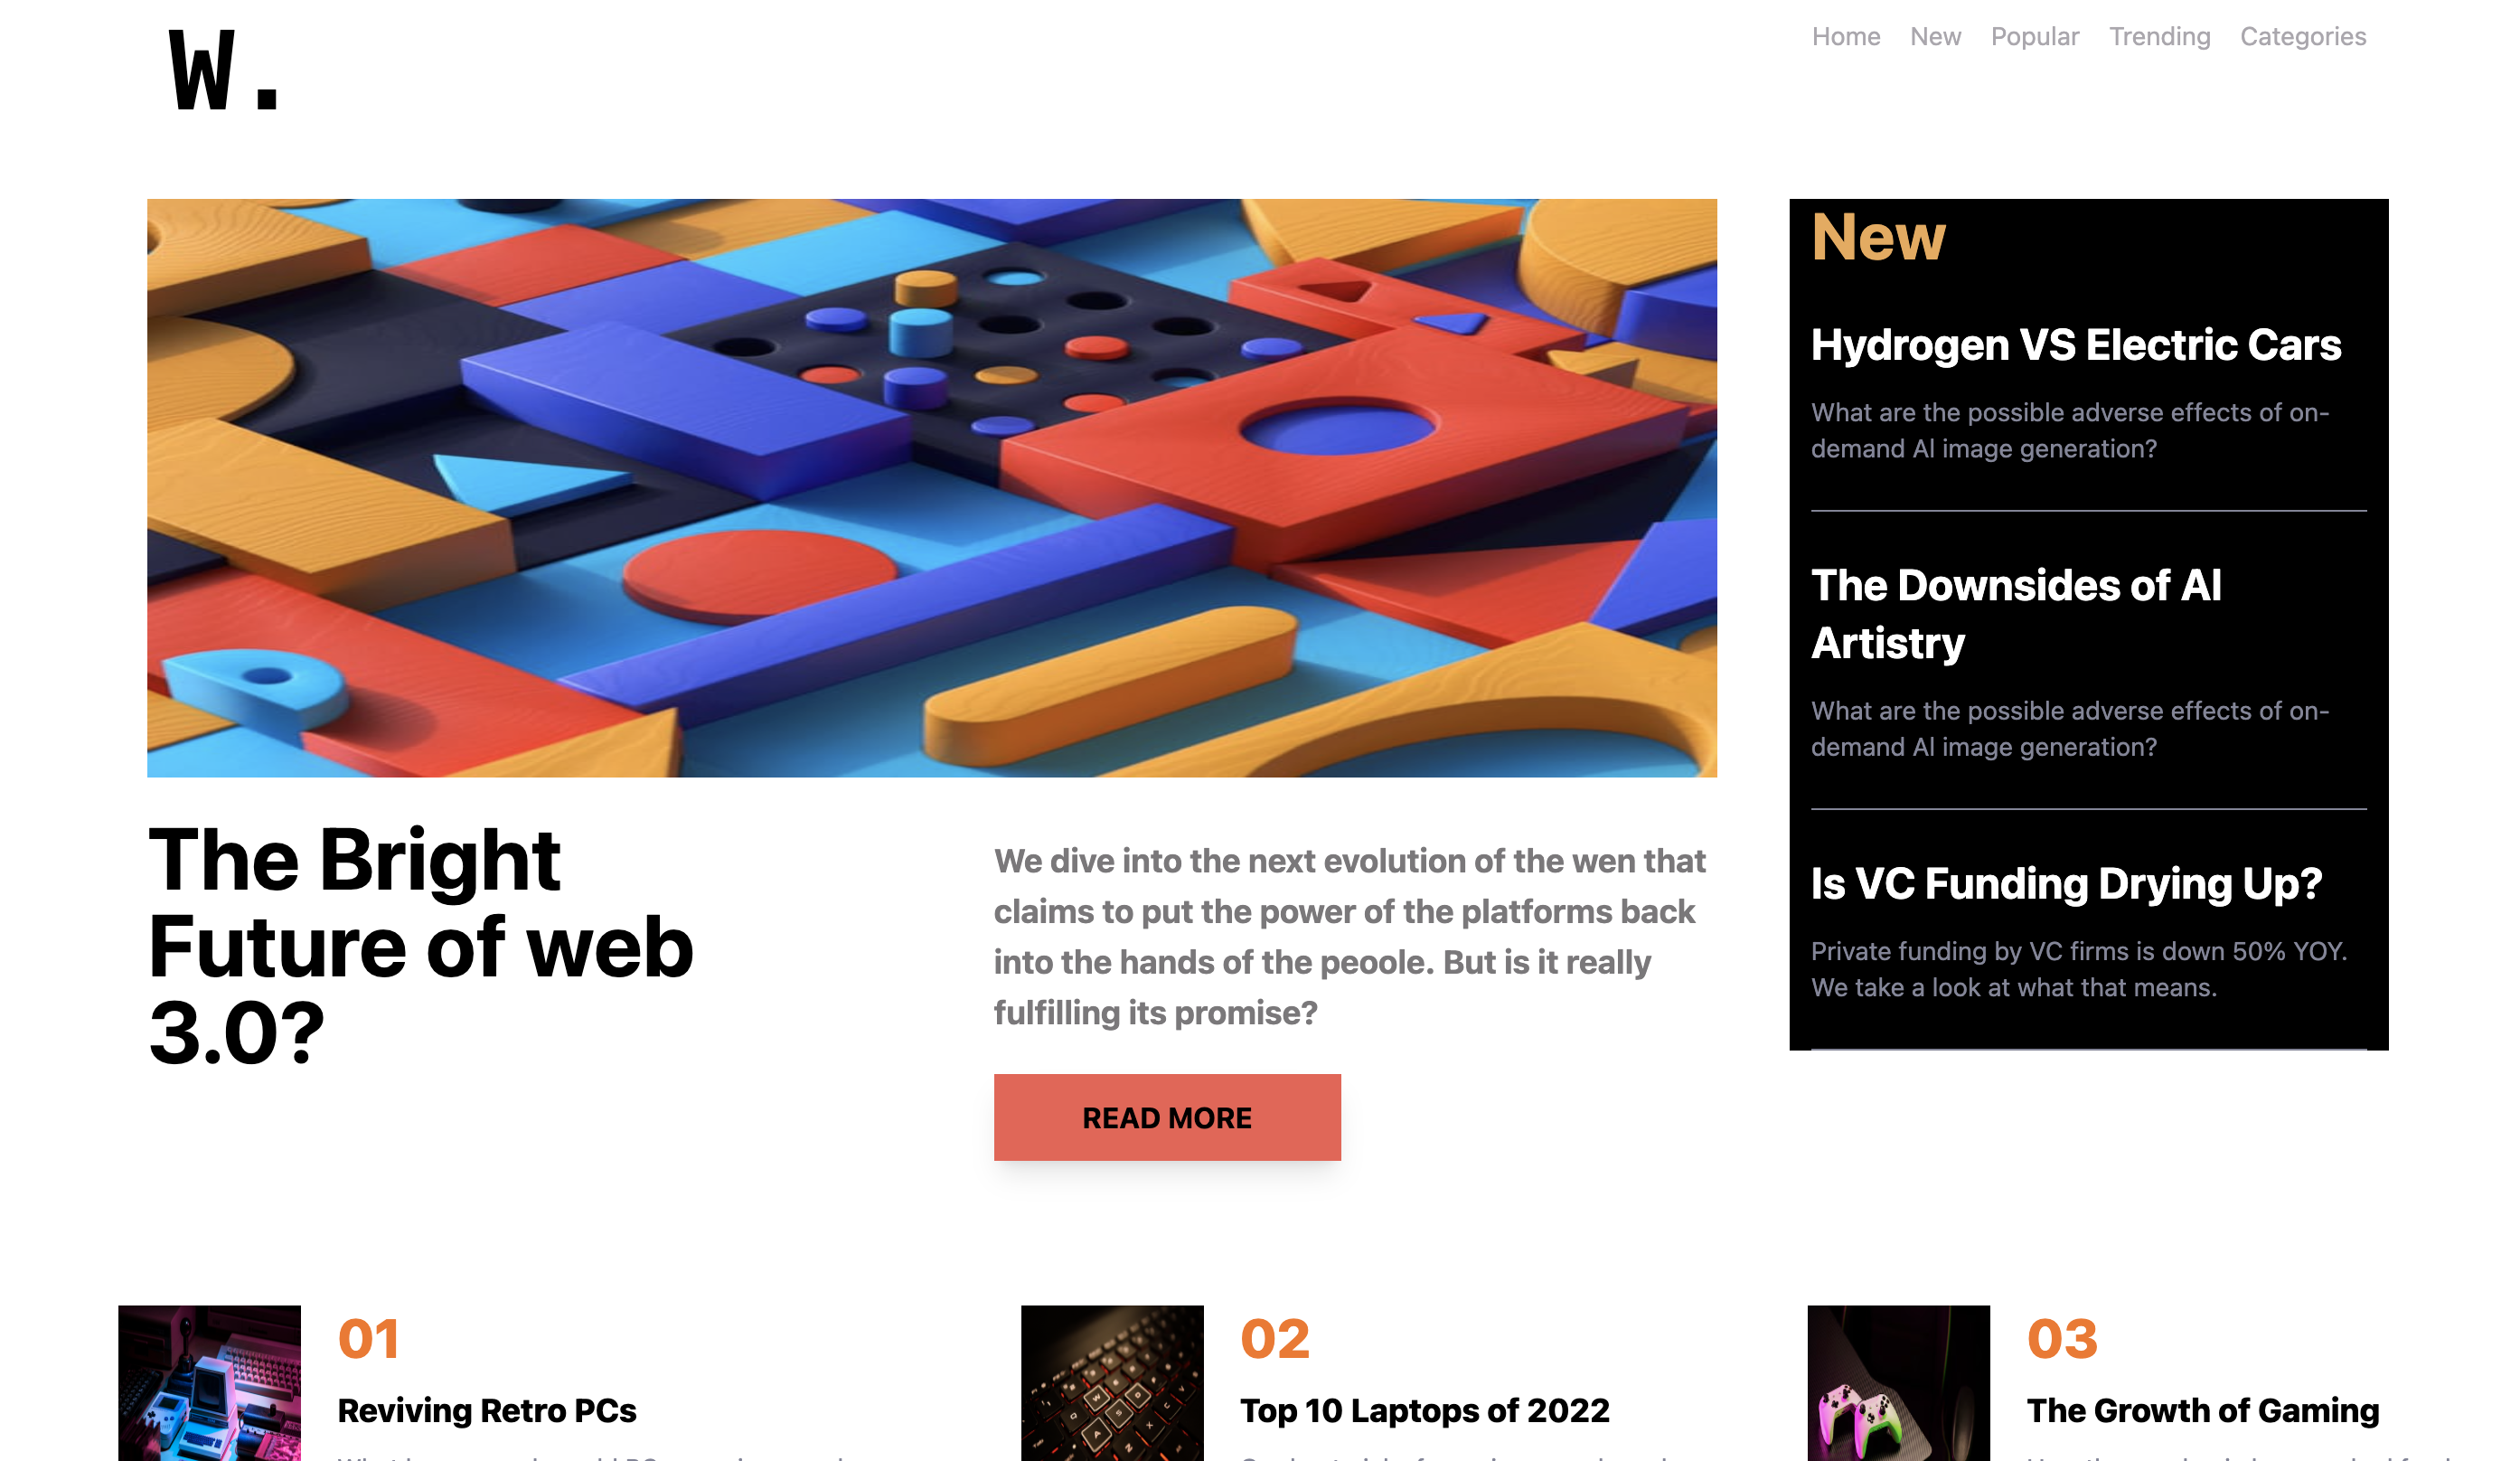 W.
Home New Popular Trending Categories
New
Hydrogen VS Electric Cars
What are the possible adverse effects of on-
demand AI image generation?
The Downsides of AI
Artistry
What are the possible adverse effects of on-
demand AI image generation?
Is VC Funding Drying Up?
Private funding by VC firms is down 50% YOY.
We take a look at what that means.
The Bright
Future of web
3.0?
We dive into the next evolution of the wen that
claims to put the power of the platforms back
into the hands of the peoole. But is it really
fulfilling its promise?
READ MORE
01
Reviving Retro PCs
02
Top 10 Laptops of 2022
03
The Growth of Gaming